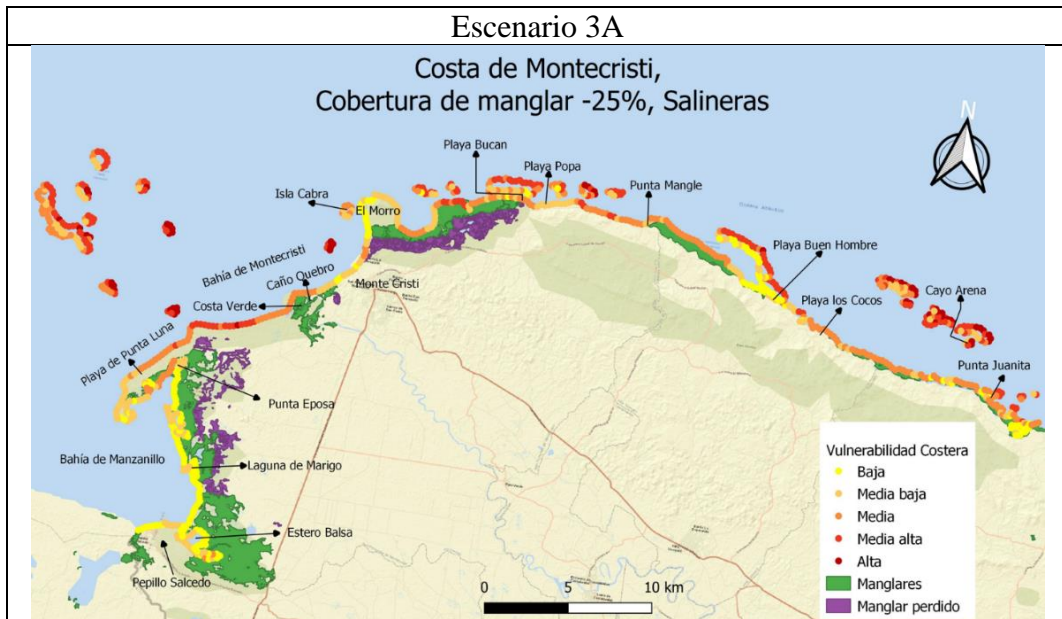 Escenario 3A
Costa de Montecristi,
Cobertura de manglar -25%, Salineras
N
Playa Bucan
Playa Popa
Isla Cabra
El Morro
Punta Mangle
Bahía de Montecristi
Caño Quebro
Monte Cristi
Costa Verde
Playa Buen Hombre
Playa los Cocos
Cayo Arena
Punta Juanita
Playa de Punta Luna
Punta Eposa
Bahía de Manzanillo
Laguna de Marigo
Estero Balsa
Pepillo Salcedo
0 5 10 km
Vulnerabilidad Costera
Baja
Media baja
Media
Media alta
Alta
Manglares
Manglar perdido